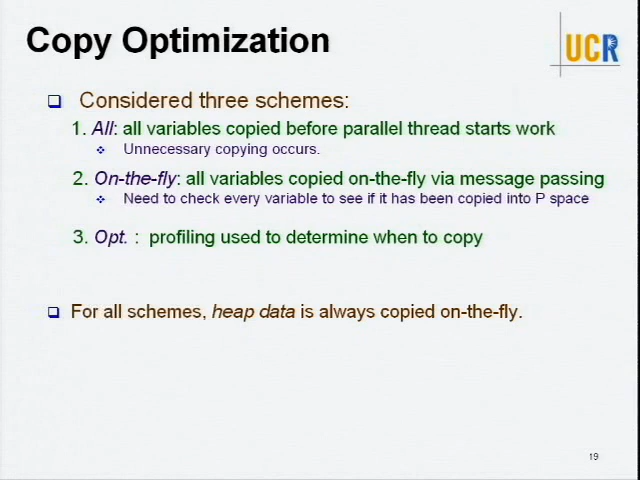 Copy Optimization
UCR
Considered three schemes:
1. All: all variables copied before parallel thread starts work
Unnecessary copying occurs.
2. On-the-fly: all variables copied on-the-fly via message passing
Need to check every variable to see if it has been copied into P space
3. Opt. : profiling used to determine when to copy
For all schemes, heap data is always copied on-the-fly.
19